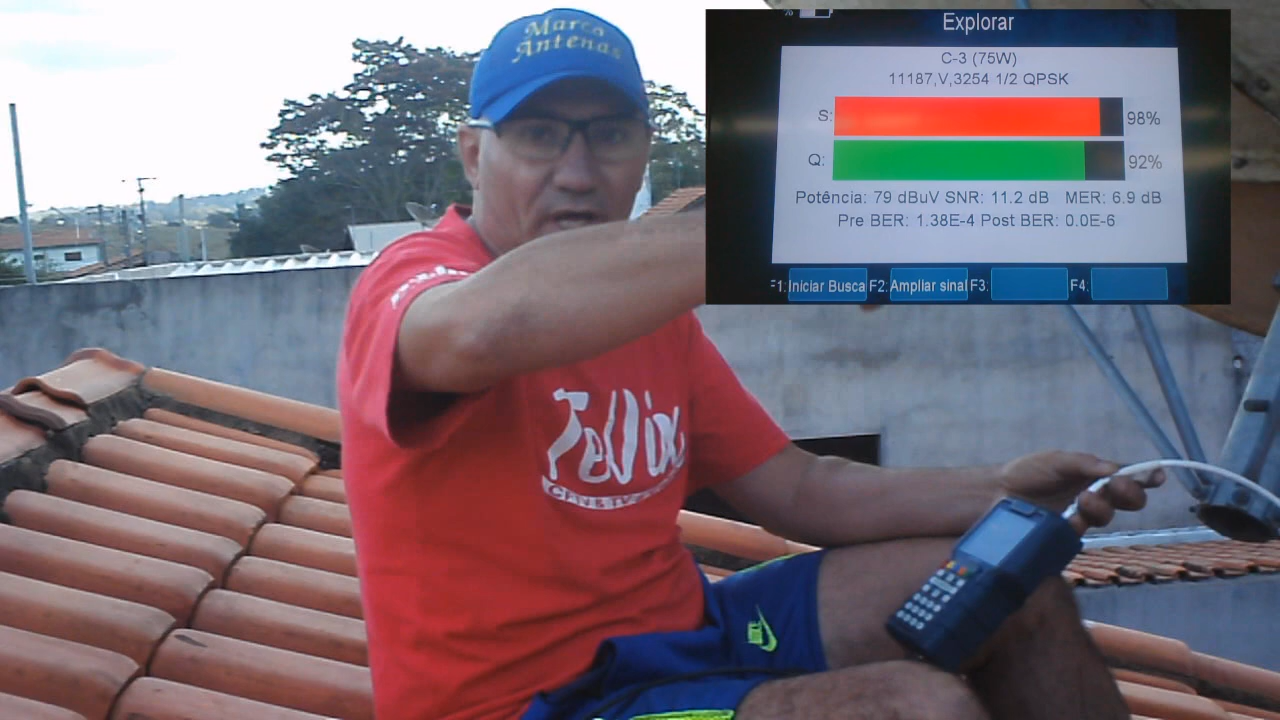 Marco
Antenas
%
Explorar
C-3 (75W)
11187,V,3254 1/2 QPSK
S: 98%
Q: 92%
Potência: 79 dBuV SNR: 11.2 dB MER: 6.9 dB
Pre BER: 1.38E-4 Post BER: 0.0E-6
F1: Iniciar Busca F2: Ampliar sinal F3: F4:
Fellix